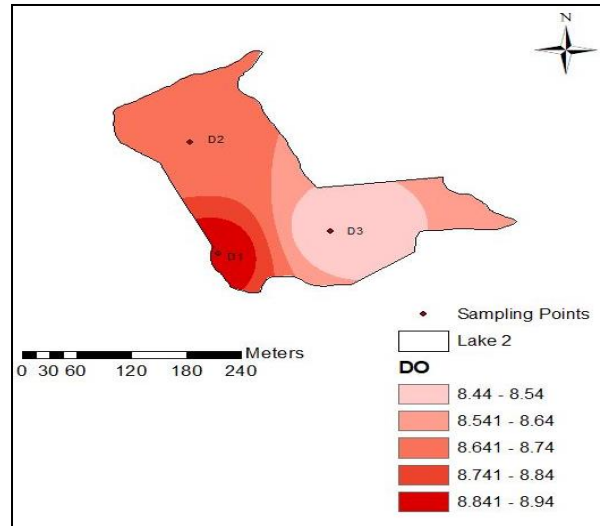 N
D2
D3
D1
Sampling Points
Lake 2
Meters
0 30 60 120 180 240
DO
8.44 - 8.54
8.541 - 8.64
8.641 - 8.74
8.741 - 8.84
8.841 - 8.94